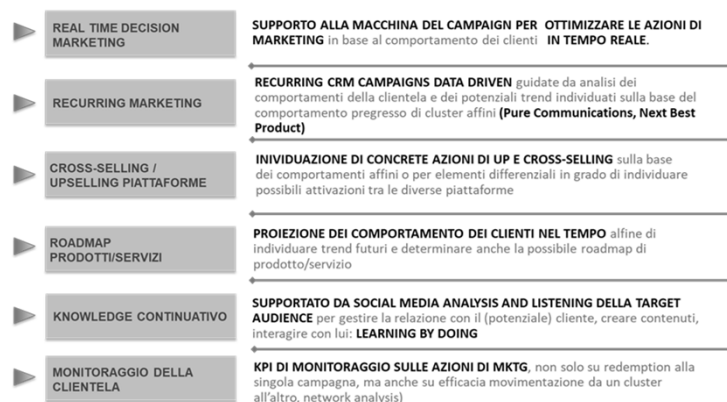 REAL TIME DECISION
MARKETING
SUPPORTO ALLA MACCHINA DEL CAMPAIGN PER OTTIMIZZARE LE AZIONI DI
MARKETING in base al comportamento dei clienti IN TEMPO REALE.
RECURRING MARKETING
RECURRING CRM CAMPAIGNS DATA DRIVEN guidate da analisi dei
comportamenti della clientela e dei potenziali trend individuati sulla base del
comportamento pregresso di cluster affini (Pure Communications, Next Best
Product)
CROSS-SELLING /
UPSELLING PIATTAFORME
INIVIDUAZIONE DI CONCRETE AZIONI DI UP E CROSS-SELLING sulla base
dei comportamenti affini o per elementi differenziali in grado di individuare
possibili attivazioni tra le diverse piattaforme
ROADMAP
PRODOTTI/SERVIZI
PROIEZIONE DEI COMPORTAMENTO DEI CLIENTI NEL TEMPO alfine di
individuare trend futuri e determinare anche la possibile roadmap di
prodotto/servizio
KNOWLEDGE CONTINUATIVO
SUPPORTATO DA SOCIAL MEDIA ANALYSIS AND LISTENING DELLA TARGET
AUDIENCE per gestire la relazione con il (potenziale) cliente, creare contenuti,
interagire con lui: LEARNING BY DOING
MONITORAGGIO DELLA
CLIENTELA
KPI DI MONITORAGGIO SULLE AZIONI DI MKTG, non solo su redemption alla
singola campagna, ma anche su efficacia movimentazione da un cluster
all'altro, network analysis)